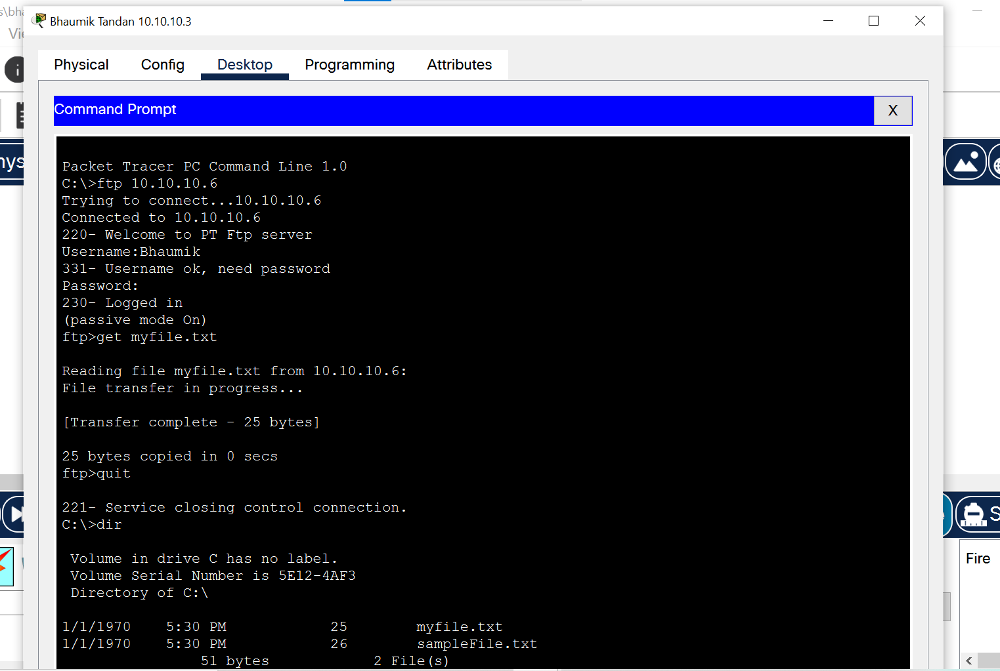 Bhaumik Tandan 10.10.10.3
Physical Config Desktop Programming Attributes
Command Prompt X
Packet Tracer PC Command Line 1.0
C:\>ftp 10.10.10.6
Trying to connect...10.10.10.6
Connected to 10.10.10.6
220- Welcome to PT Ftp server
Username:Bhaumik
331- Username ok, need password
Password:
230- Logged in
(passive mode On)
ftp>get myfile.txt
Reading file myfile.txt from 10.10.10.6:
File transfer in progress...
[Transfer complete - 25 bytes]
25 bytes copied in 0 secs
ftp>quit
221- Service closing control connection.
C:\>dir
Volume in drive C has no label.
Volume Serial Number is 5E12-4AF3
Directory of C:\
1/1/1970 5:30 PM 25 myfile.txt
1/1/1970 5:30 PM 26 sampleFile.txt
51 bytes 2 File(s)
Fire